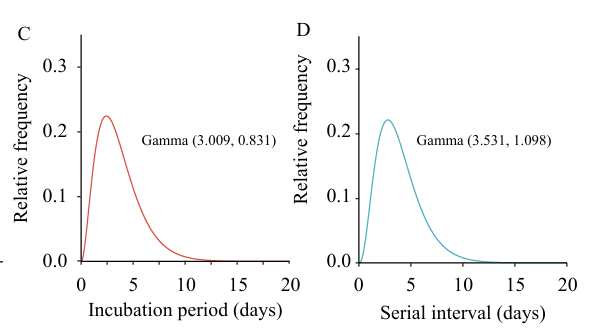 C
Relative frequency
0.3
0.2
0.1
0.0
Gamma (3.009, 0.831)
0 5 10 15 20
Incubation period (days)
D
Relative frequency
0.3
0.2
0.1
0.0
Gamma (3.531, 1.098)
0 5 10 15 20
Serial interval (days)